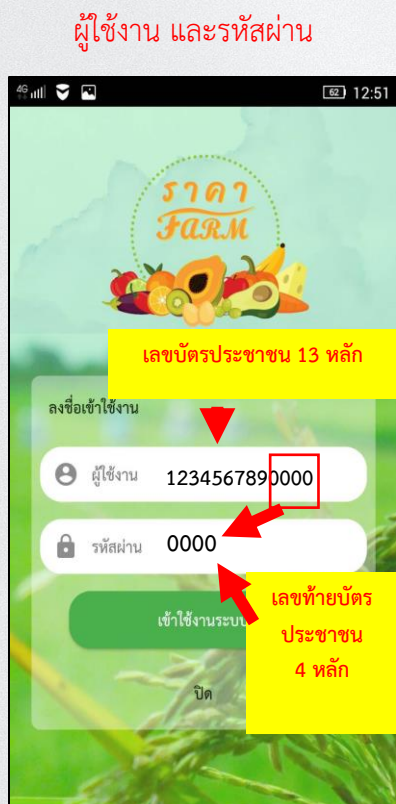 ผู้ใช้งาน และรหัสผ่าน
4G 62 12:51
ราคา
FARM
เลขบัตรประชาชน 13 หลัก
ลงชื่อเข้าใช้งาน
ผู้ใช้งาน 1234567890000
รหัสผ่าน 0000
เข้าใช้งานระบบ
เลขท้ายบัตร
ประชาชน
4 หลัก
ปิด